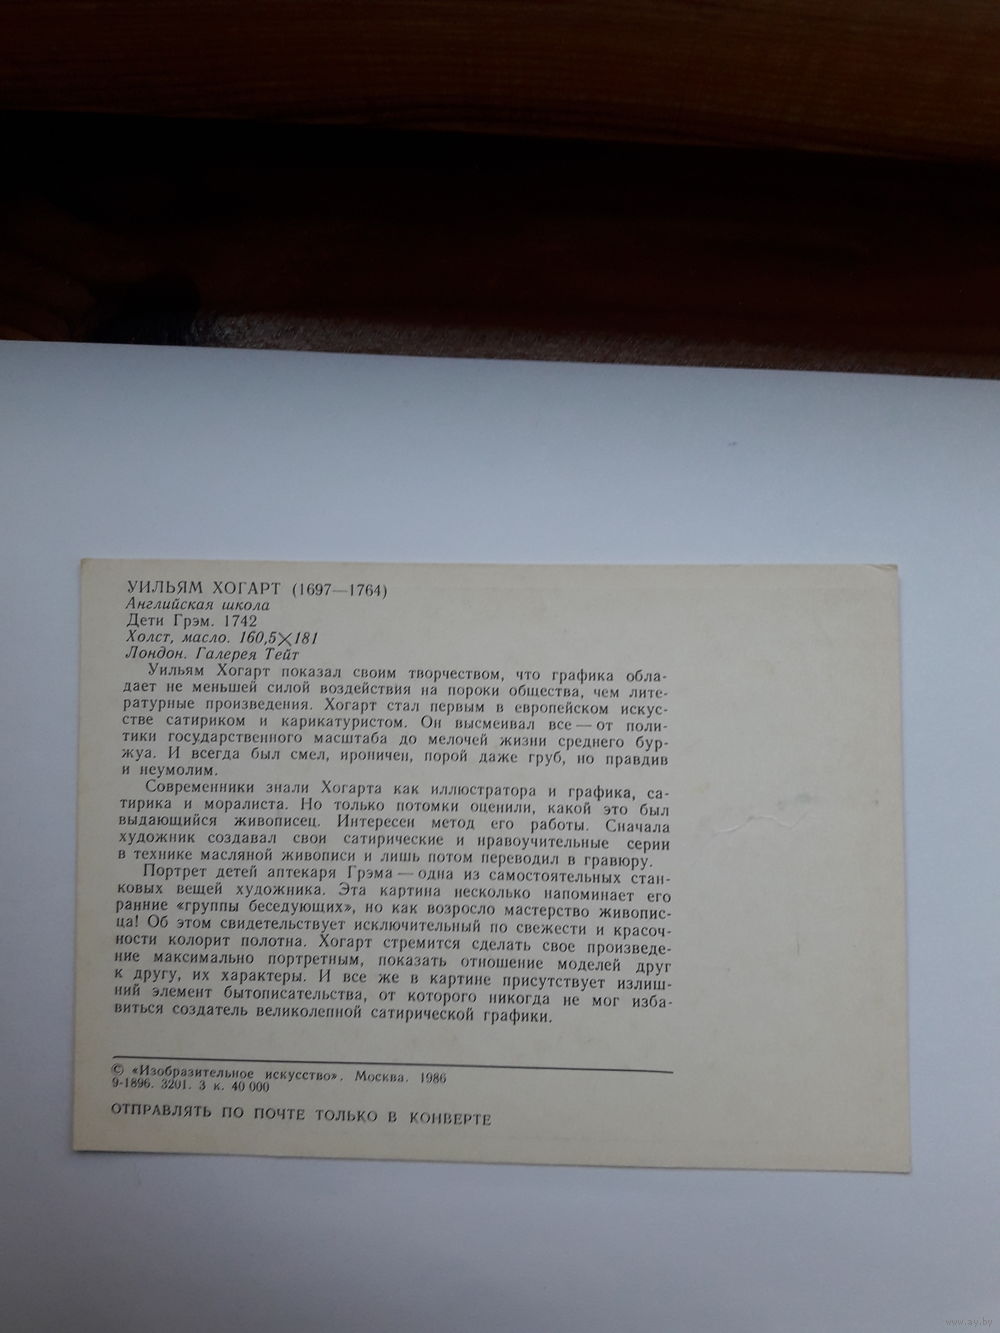 УИЛЬЯМ ХОГАРТ (1697—1764)
Английская школа
Дети Грэм. 1742
Холст, масло. 160,5×181
Лондон. Галерея Тейт
Уильям Хогарт показал своим творчеством, что графика обла-
дает не меньшей силой воздействия на пороки общества, чем лите-
ратурные произведения. Хогарт стал первым в европейском искус-
стве сатириком и карикатуристом. Он высмеивал все — от поли-
тики государственного масштаба до мелочей жизни среднего бур-
жуа. И всегда был смел, ироничен, порой даже груб, но правдив
и неумолим.
Современники знали Хогарта как иллюстратора и графика, са-
тирика и моралиста. Но только потомки оценили, какой это был
выдающийся живописец. Интересен метод его работы. Сначала
художник создавал свои сатирические и нравоучительные серии
в технике масляной живописи и лишь потом переводил в гравюру.
Портрет детей аптекаря Грэма — одна из самостоятельных стан-
ковых вещей художника. Эта картина несколько напоминает его
ранние «группы беседующих», но как возросло мастерство живопис-
ца! Об этом свидетельствует исключительный по свежести и красоч-
ности колорит полотна. Хогарт стремится сделать свое произведе-
ние максимально портретным, показать отношение моделей друг
к другу, их характеры. И все же в картине присутствует излиш-
ний элемент бытописательства, от которого никогда не мог изба-
виться создатель великолепной сатирической графики.
© «Изобразительное искусство». Москва. 1986
9-1896. 3201. 3 к. 40 000
ОТПРАВЛЯТЬ ПО ПОЧТЕ ТОЛЬКО В КОНВЕРТЕ
www.ay.by